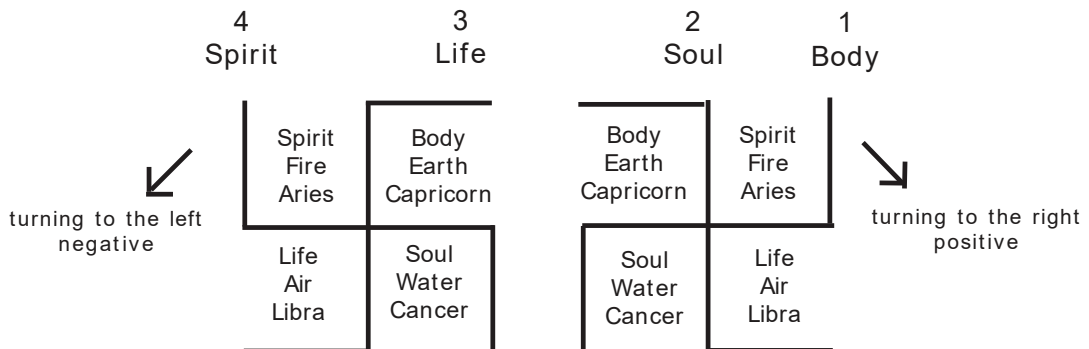 4
Spirit
3
Life
2
Soul
1
Body
turning to the left
negative
Spirit
Fire
Aries
Body
Earth
Capricorn
Life
Air
Libra
Soul
Water
Cancer
Body
Earth
Capricorn
Spirit
Fire
Aries
Soul
Water
Cancer
Life
Air
Libra
turning to the right
positive